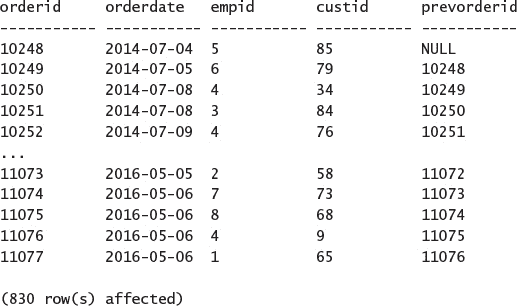 orderid     orderdate   empid       custid      prevorderid
----------- ----------- ----------- ----------- -----------
10248       2014-07-04  5           85          NULL
10249       2014-07-05  6           79          10248
10250       2014-07-08  4           34          10249
10251       2014-07-08  3           84          10250
10252       2014-07-09  4           76          10251
...
11073       2016-05-05  2           58          11072
11074       2016-05-06  7           73          11073
11075       2016-05-06  8           68          11074
11076       2016-05-06  4           9           11075
11077       2016-05-06  1           65          11076
(830 row(s) affected)